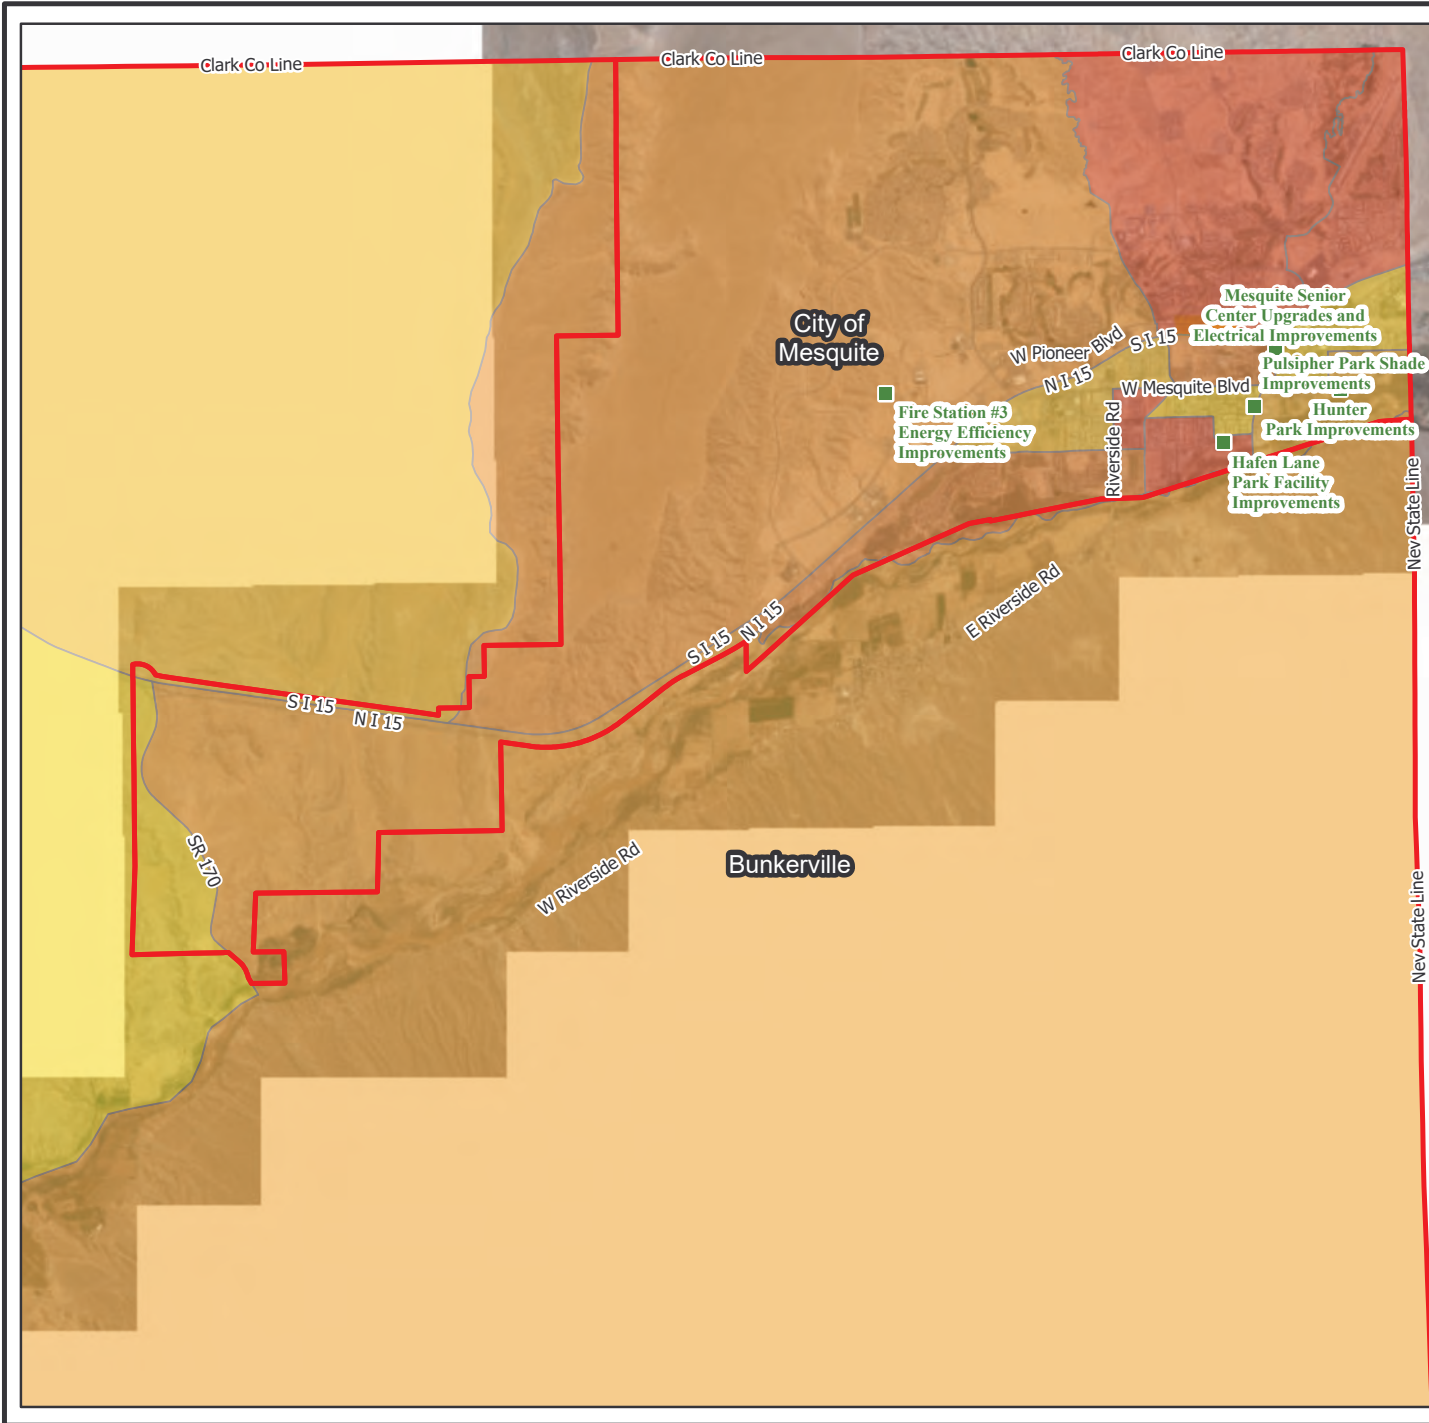 Clark Co Line
Clark Co Line
Clark Co Line
City of
Mesquite
W Pioneer Blvd
S I 15
N I 15
W Mesquite Blvd
Riverside Rd
Mesquite Senior
Center Upgrades and
Electrical Improvements
Pulsipher Park Shade
Improvements
Hunter
Park Improvements
Fire Station #3
Energy Efficiency
Improvements
Hafen Lane
Park Facility
Improvements
Nev State Line
E Riverside Rd
S I 15
N I 15
S I 15
N I 15
SR 170
W Riverside Rd
Bunkerville
Nev State Line